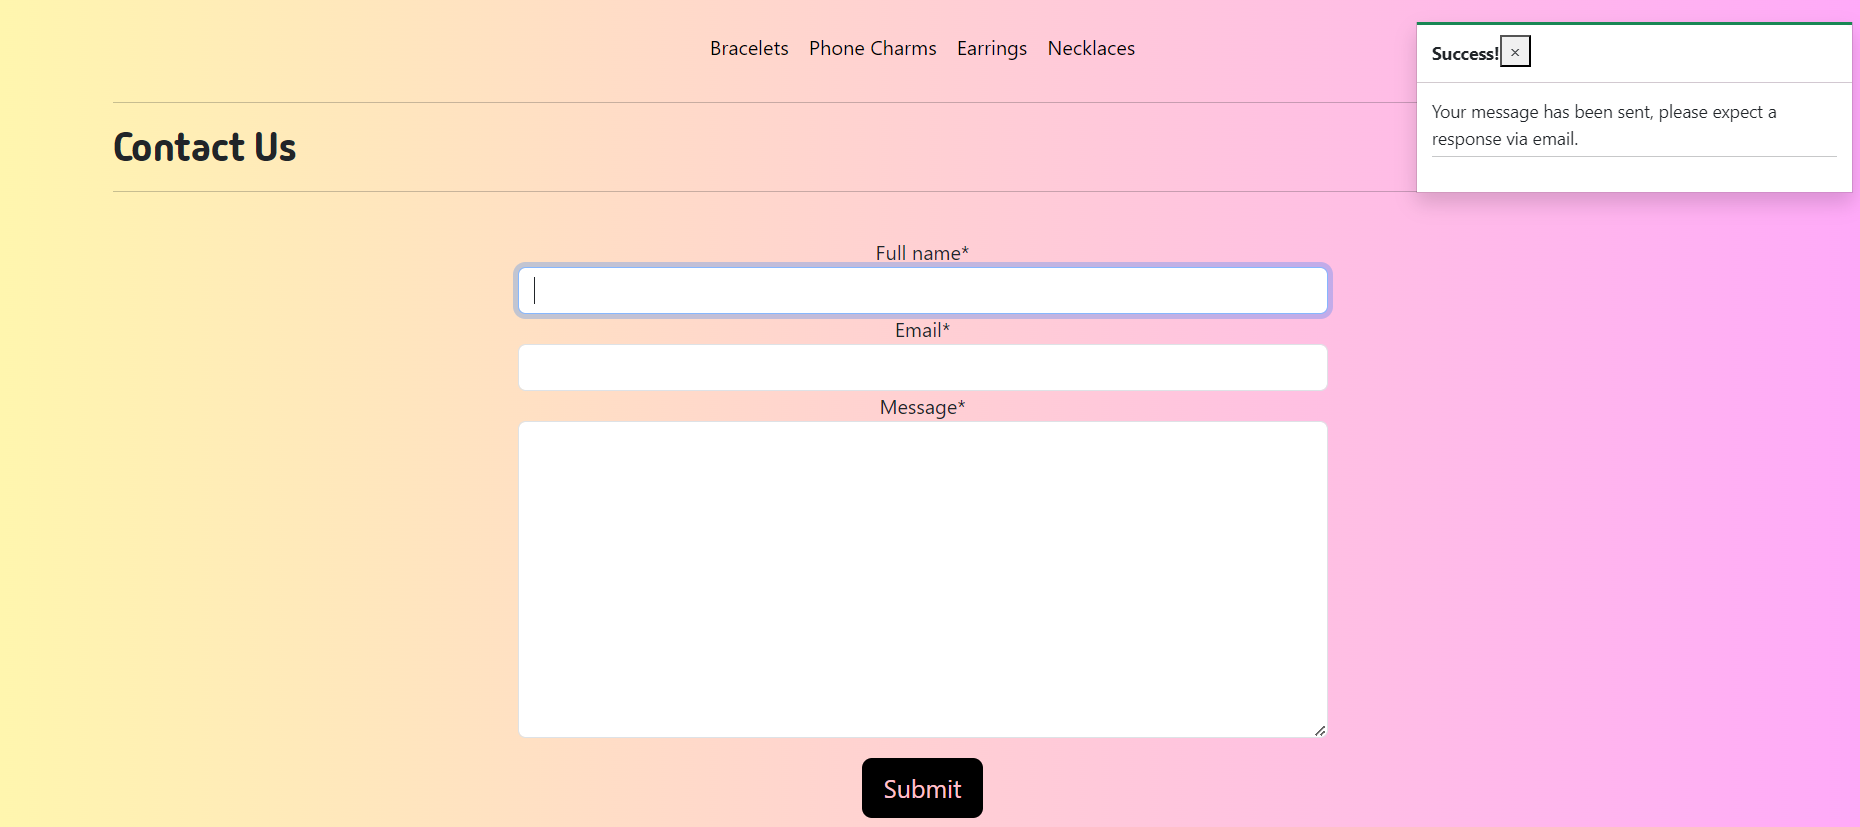 Bracelets Phone Charms Earrings Necklaces
Success! ×
Your message has been sent, please expect a
response via email.
Contact Us
Full name*
Email*
Message*
Submit